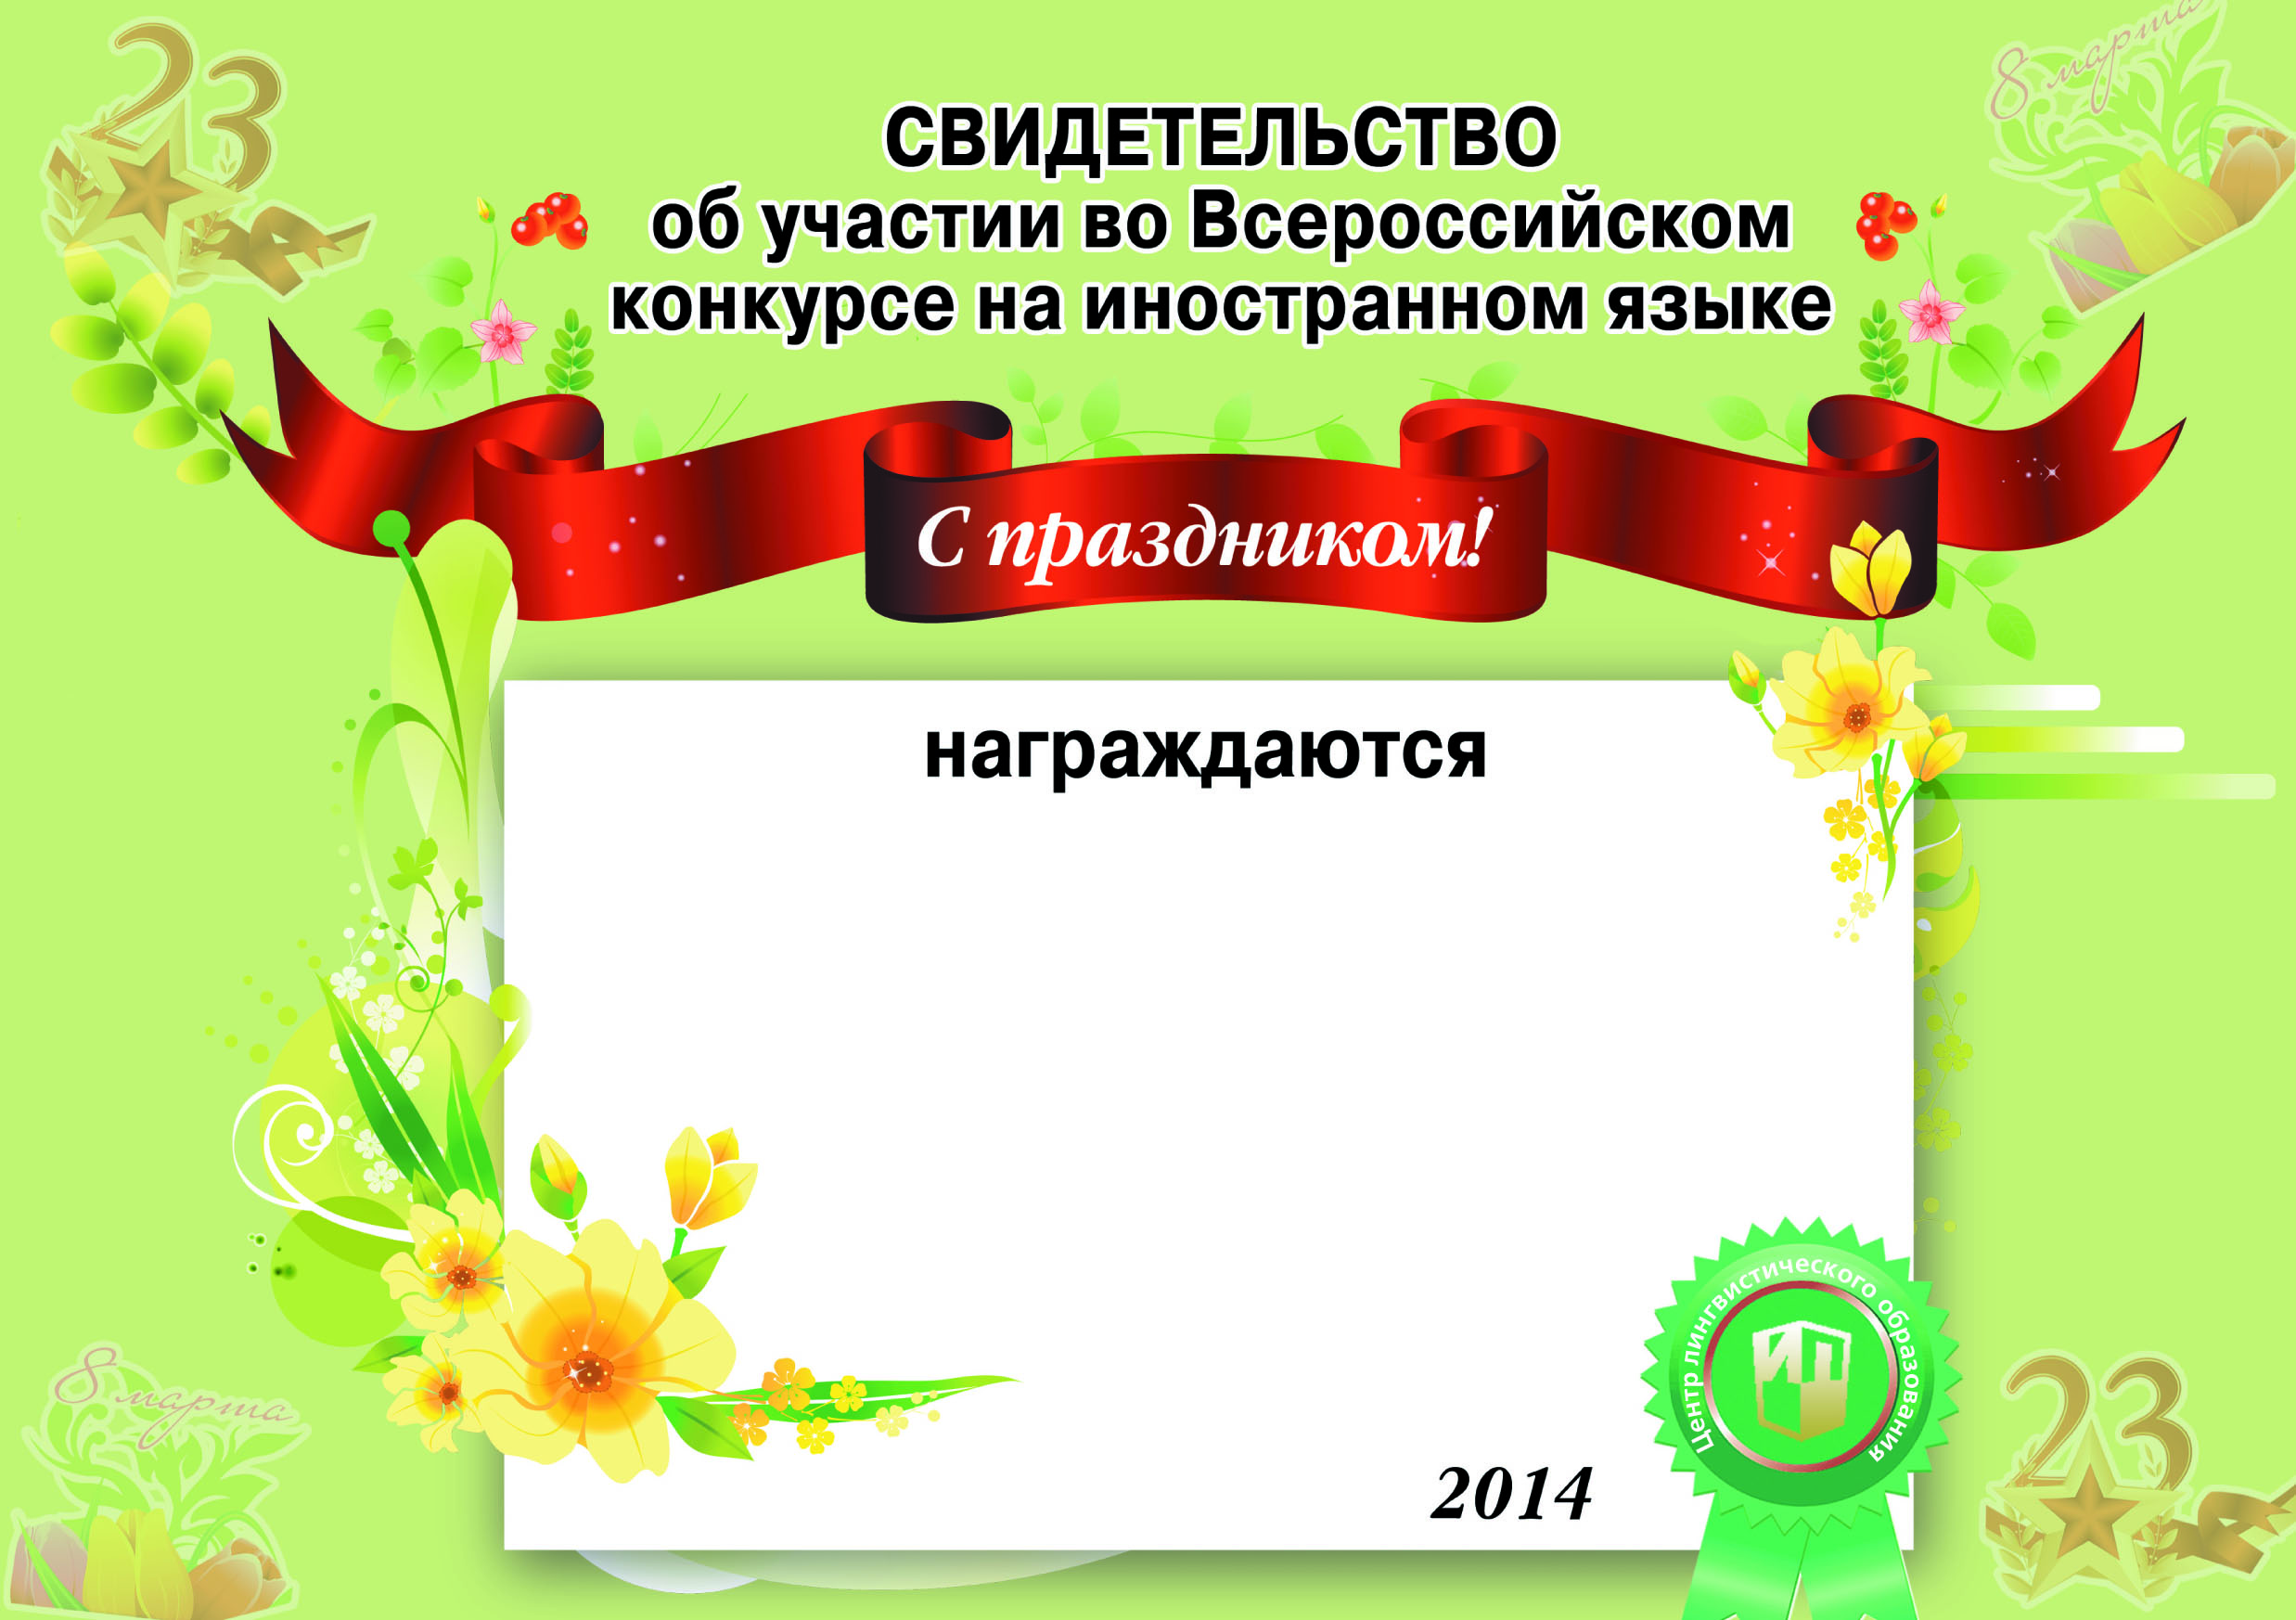 23
8 марта
СВИДЕТЕЛЬСТВО
об участии во Всероссийском
конкурсе на иностранном языке
С праздником!
награждаются
Центр лингвистического образования
ИЦ
2014
8 марта
23